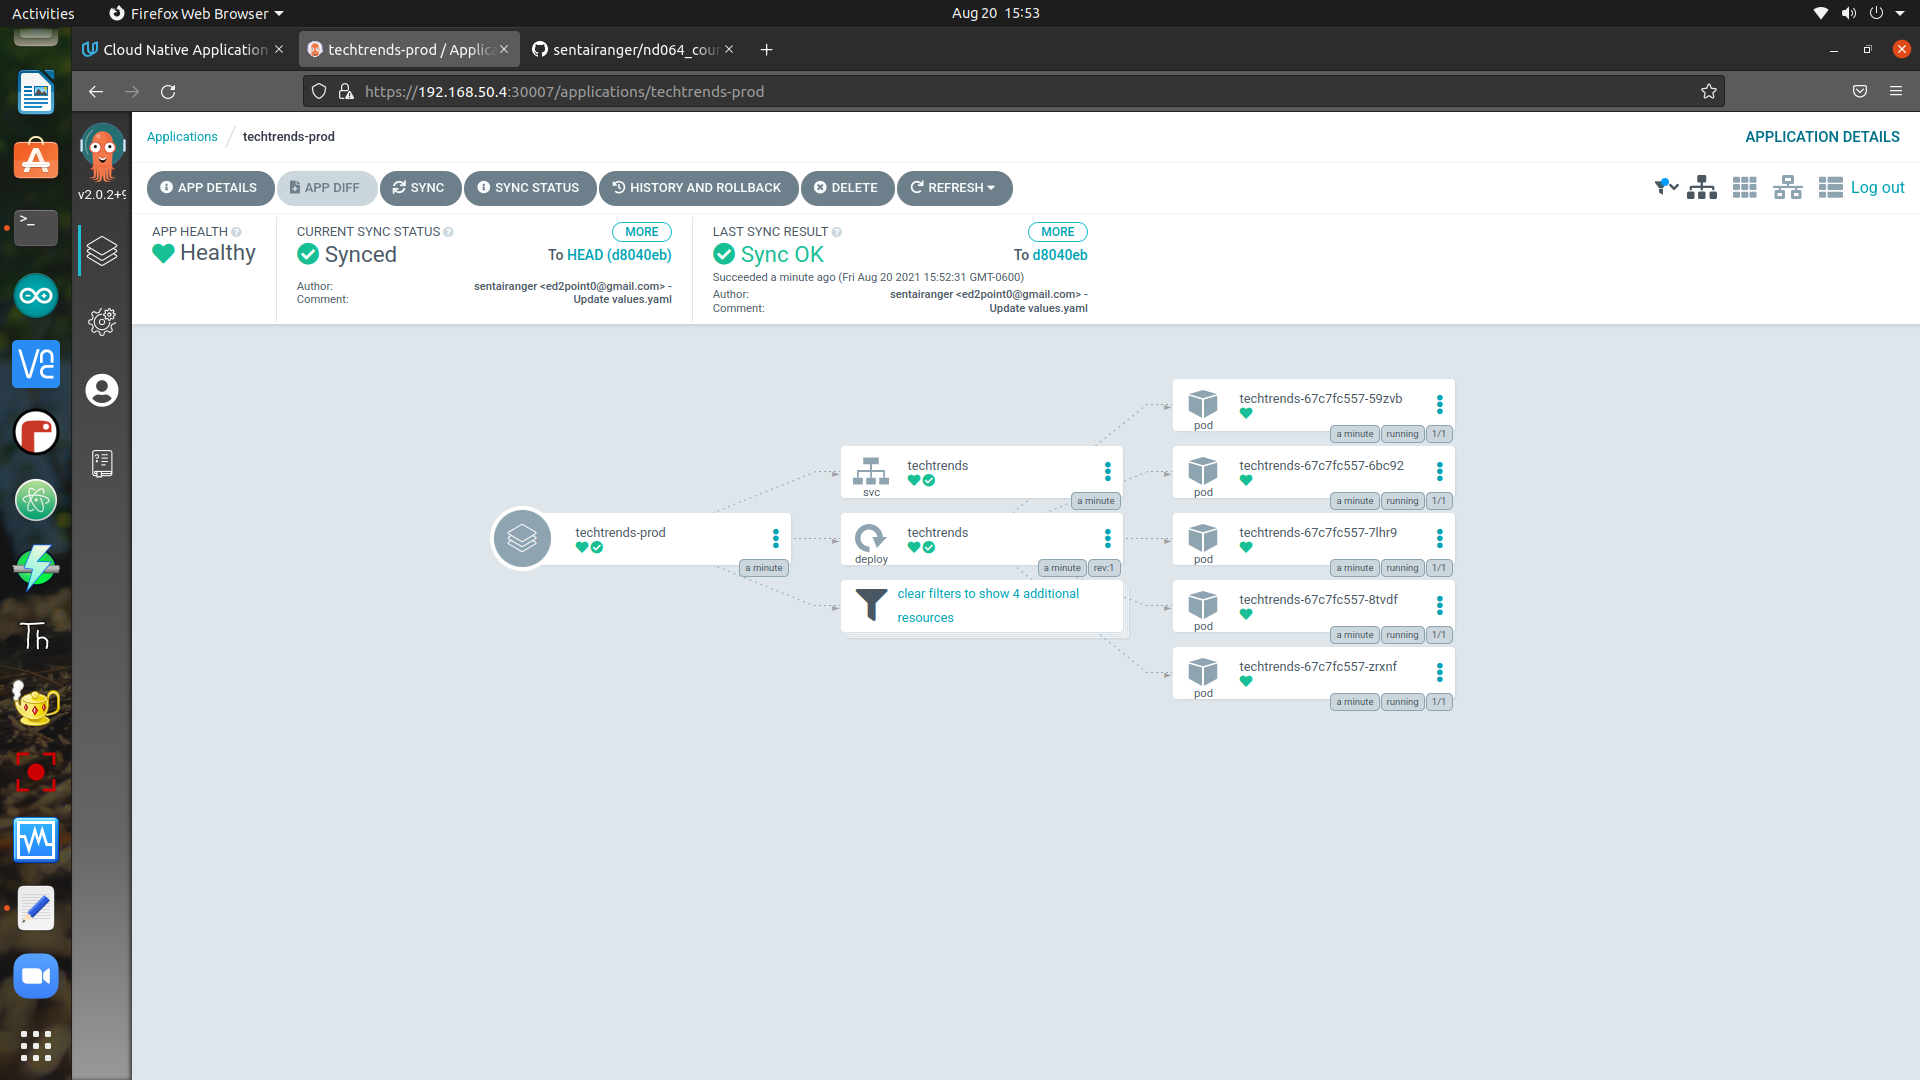 Activities
Firefox Web Browser
Aug 20 15:53
Cloud Native Application
techtrends-prod / Applic
sentairanger/nd064_cou
https://192.168.50.4:30007/applications/techtrends-prod
v2.0.2+9
Applications
techtrends-prod
APPLICATION DETAILS
APP DETAILS
APP DIFF
SYNC
SYNC STATUS
HISTORY AND ROLLBACK
DELETE
REFRESH
Log out
APP HEALTH
Healthy
CURRENT SYNC STATUS
MORE
Synced
To HEAD (d8040eb)
Author:
sentairanger <ed2point0@gmail.com> -
Comment:
Update values.yaml
LAST SYNC RESULT
MORE
Sync OK
To d8040eb
Succeeded a minute ago (Fri Aug 20 2021 15:52:31 GMT-0600)
Author:
sentairanger <ed2point0@gmail.com> -
Comment:
Update values.yaml
techtrends-prod
a minute
techtrends
svc
a minute
techtrends
deploy
a minute
rev:1
clear filters to show 4 additional
resources
techtrends-67c7fc557-59zvb
pod
a minute
running
1/1
techtrends-67c7fc557-6bc92
pod
a minute
running
1/1
techtrends-67c7fc557-7lhr9
pod
a minute
running
1/1
techtrends-67c7fc557-8tvdf
pod
a minute
running
1/1
techtrends-67c7fc557-zrxnf
pod
a minute
running
1/1
>_
V2
Th